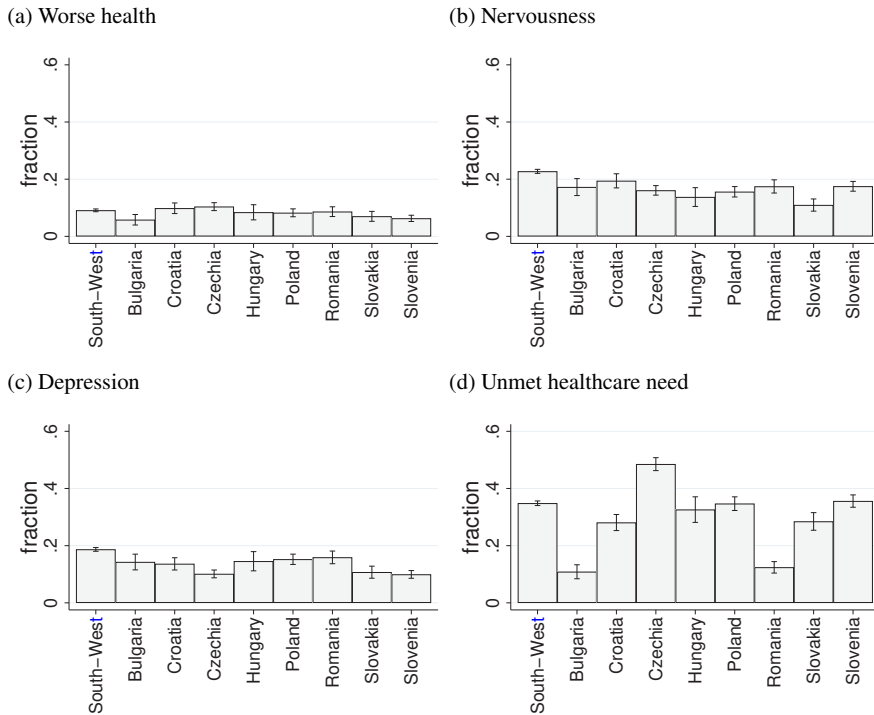 (a) Worse health
(b) Nervousness
fraction
0 .2 .4 .6
South−West
Bulgaria
Croatia
Czechia
Hungary
Poland
Romania
Slovakia
Slovenia
fraction
0 .2 .4 .6
South−West
Bulgaria
Croatia
Czechia
Hungary
Poland
Romania
Slovakia
Slovenia
(c) Depression
(d) Unmet healthcare need
fraction
0 .2 .4 .6
South−West
Bulgaria
Croatia
Czechia
Hungary
Poland
Romania
Slovakia
Slovenia
fraction
0 .2 .4 .6
South−West
Bulgaria
Croatia
Czechia
Hungary
Poland
Romania
Slovakia
Slovenia